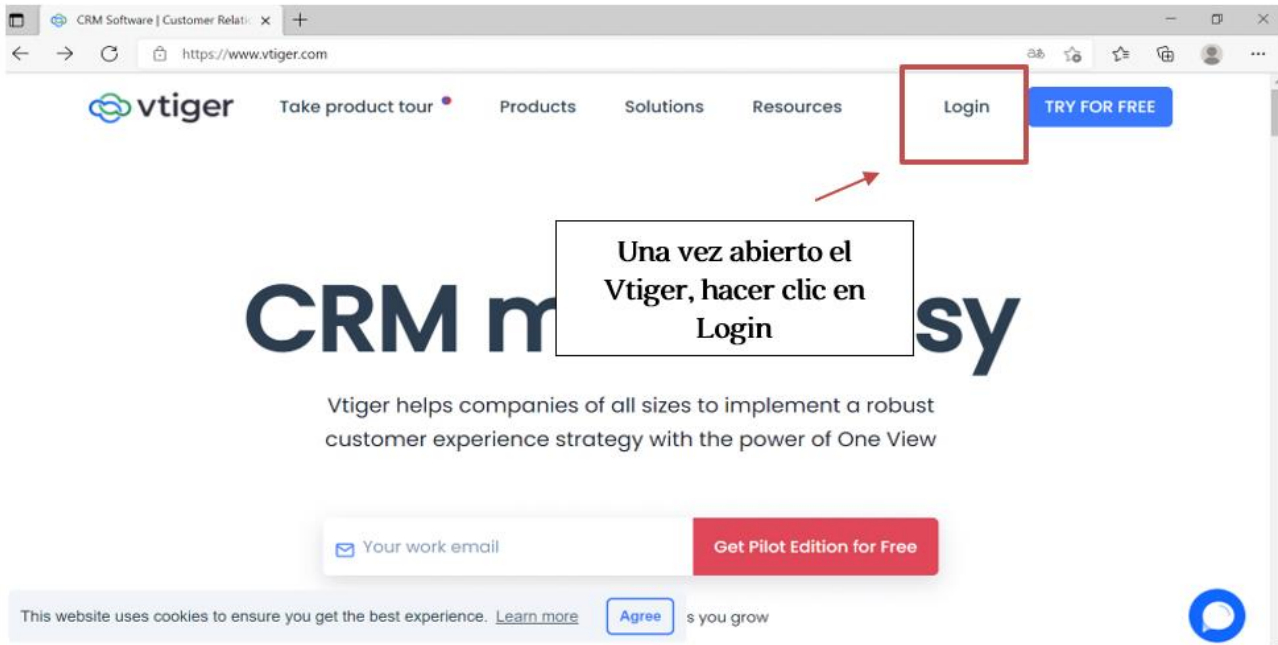 CRM Software | Customer Relatio
https://www.vtiger.com
vtiger Take product tour Products Solutions Resources Login TRY FOR FREE
Una vez abierto el
Vtiger, hacer clic en
Login
CRM m sy
Vtiger helps companies of all sizes to implement a robust
customer experience strategy with the power of One View
Your work email Get Pilot Edition for Free
This website uses cookies to ensure you get the best experience. Learn more Agree s you grow